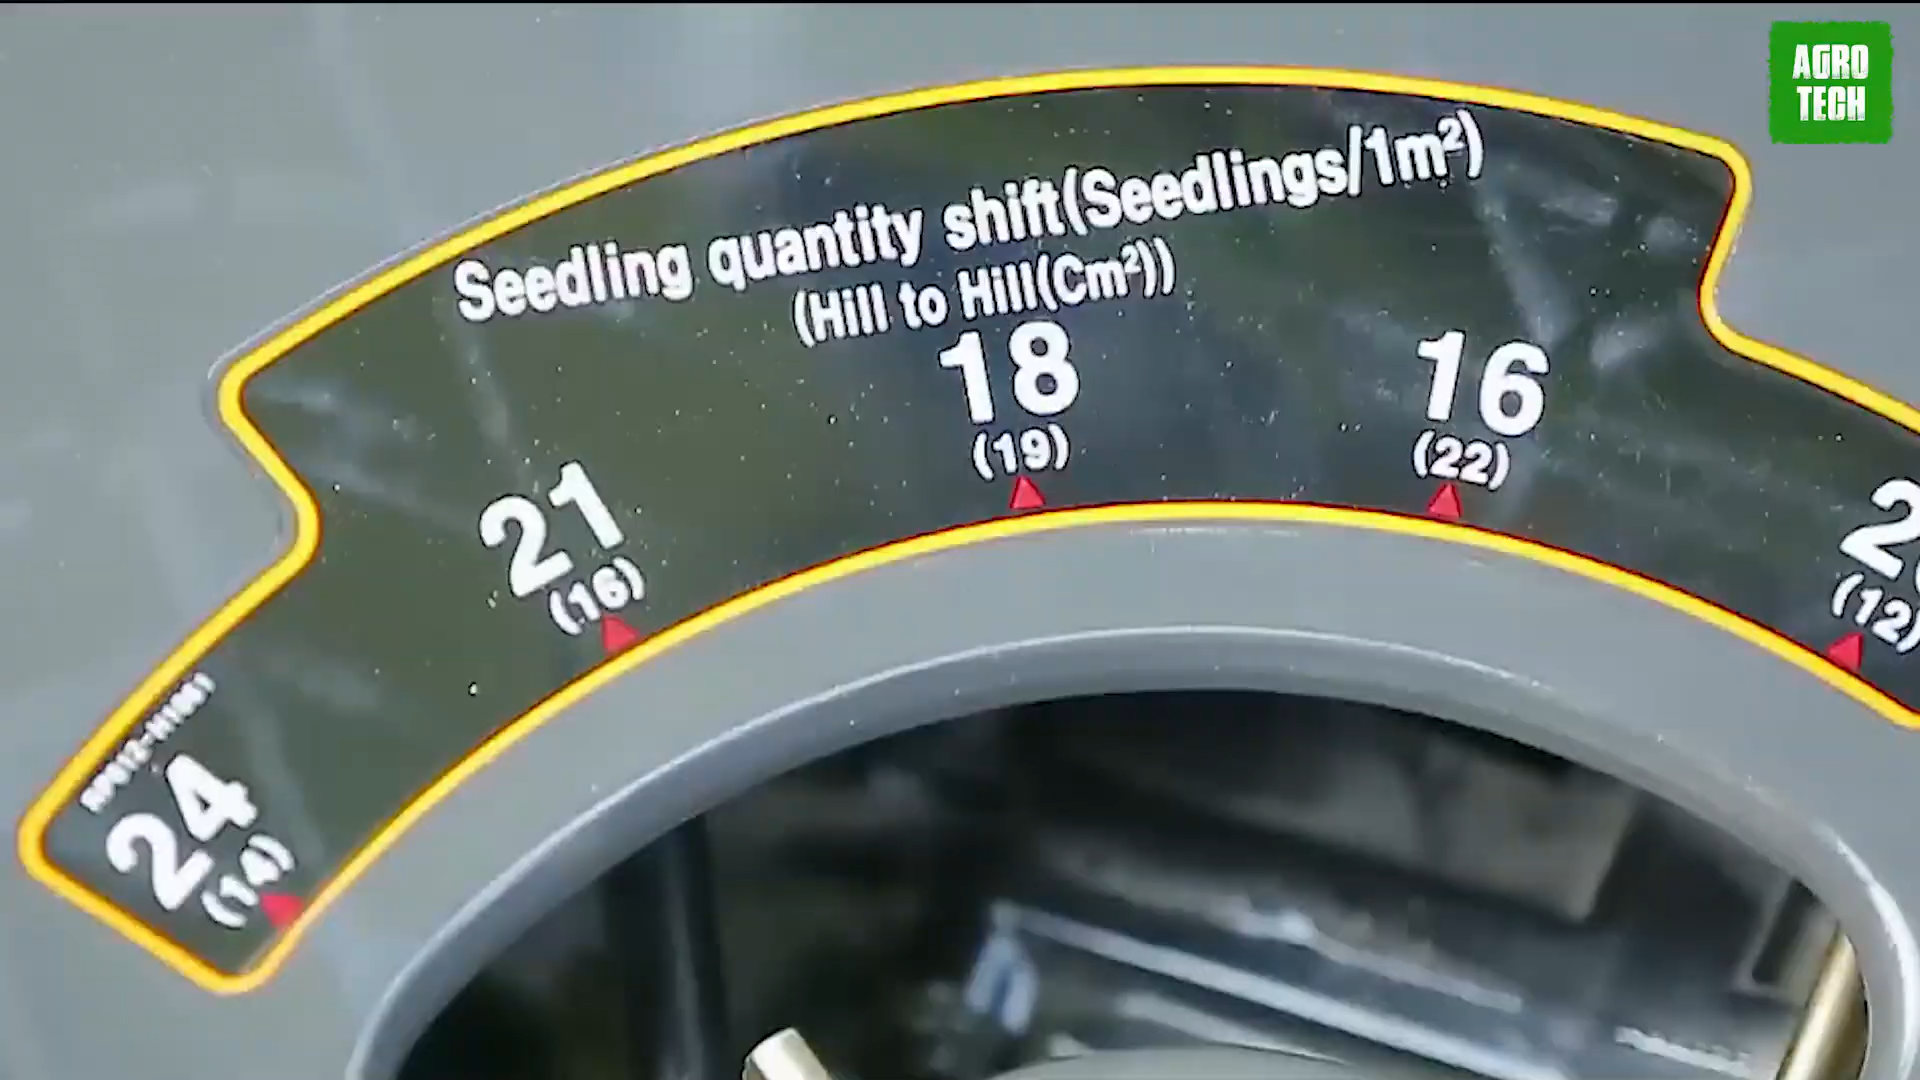 AGRO
TECH
Seedling quantity shift(Seedlings/1m²)
(Hill to Hill(Cm²))
18
(19)
16
(22)
21
(16)
(12)
24
(14)